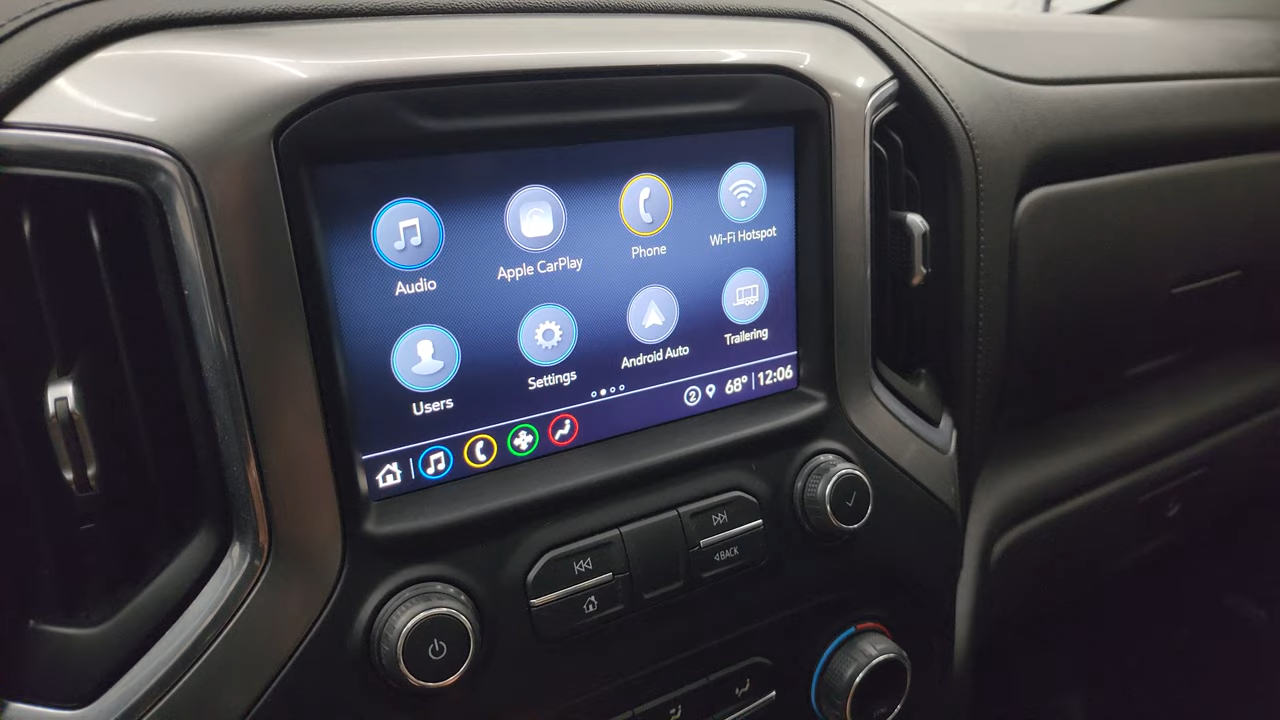 Audio
Apple CarPlay
Phone
Wi-Fi Hotspot
Users
Settings
Android Auto
Trailering
2 68° 12:06
BACK